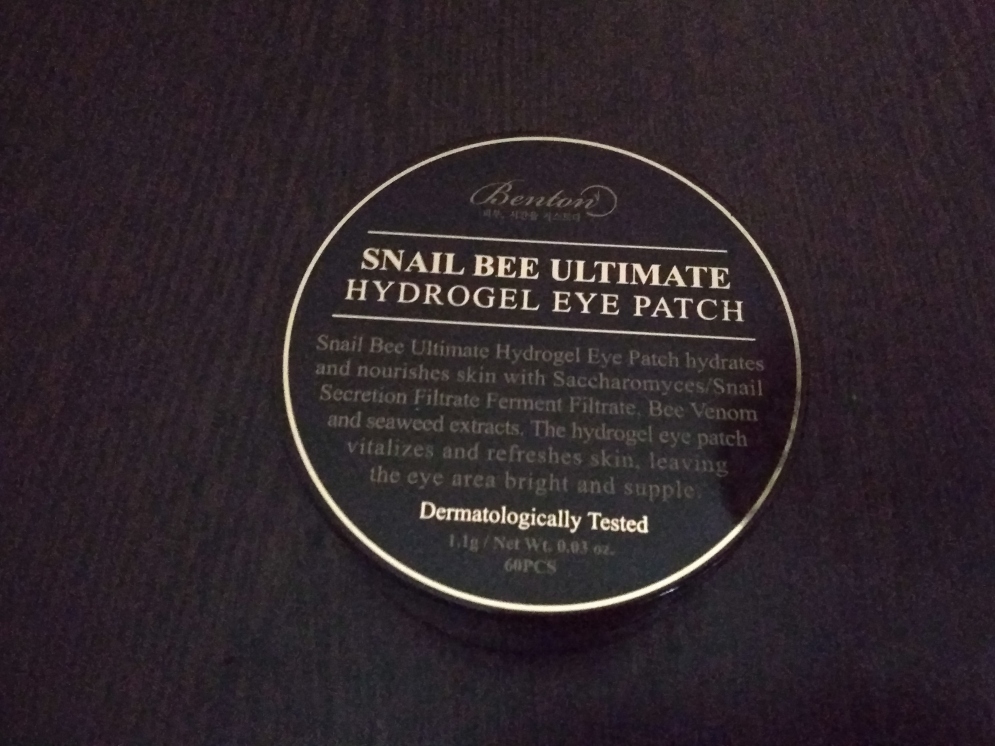 Benton
SNAIL BEE ULTIMATE
HYDROGEL EYE PATCH
Snail Bee Ultimate Hydrogel Eye Patch hydrates
and nourishes skin with Saccharomyces/Snail
Secretion Filtrate Ferment Filtrate, Bee Venom
and seaweed extracts. The hydrogel eye patch
vitalizes and refreshes skin, leaving
the eye area bright and supple.
Dermatologically Tested
1.1g / Net Wt. 0.03 oz.
60PCS